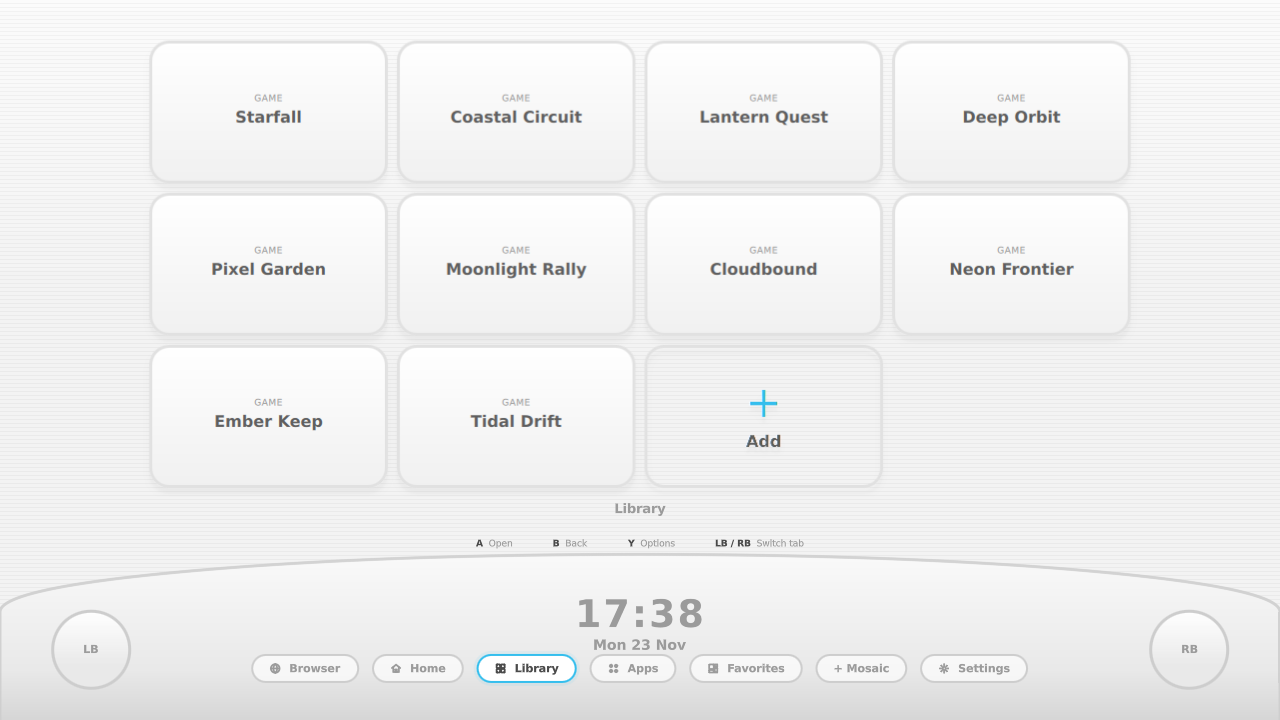 GAME
Starfall
GAME
Coastal Circuit
GAME
Lantern Quest
GAME
Deep Orbit
GAME
Pixel Garden
GAME
Moonlight Rally
GAME
Cloudbound
GAME
Neon Frontier
GAME
Ember Keep
GAME
Tidal Drift
Add
Library
A Open B Back Y Options LB / RB Switch tab
17:38
Mon 23 Nov
LB
RB
Browser Home Library Apps Favorites + Mosaic Settings